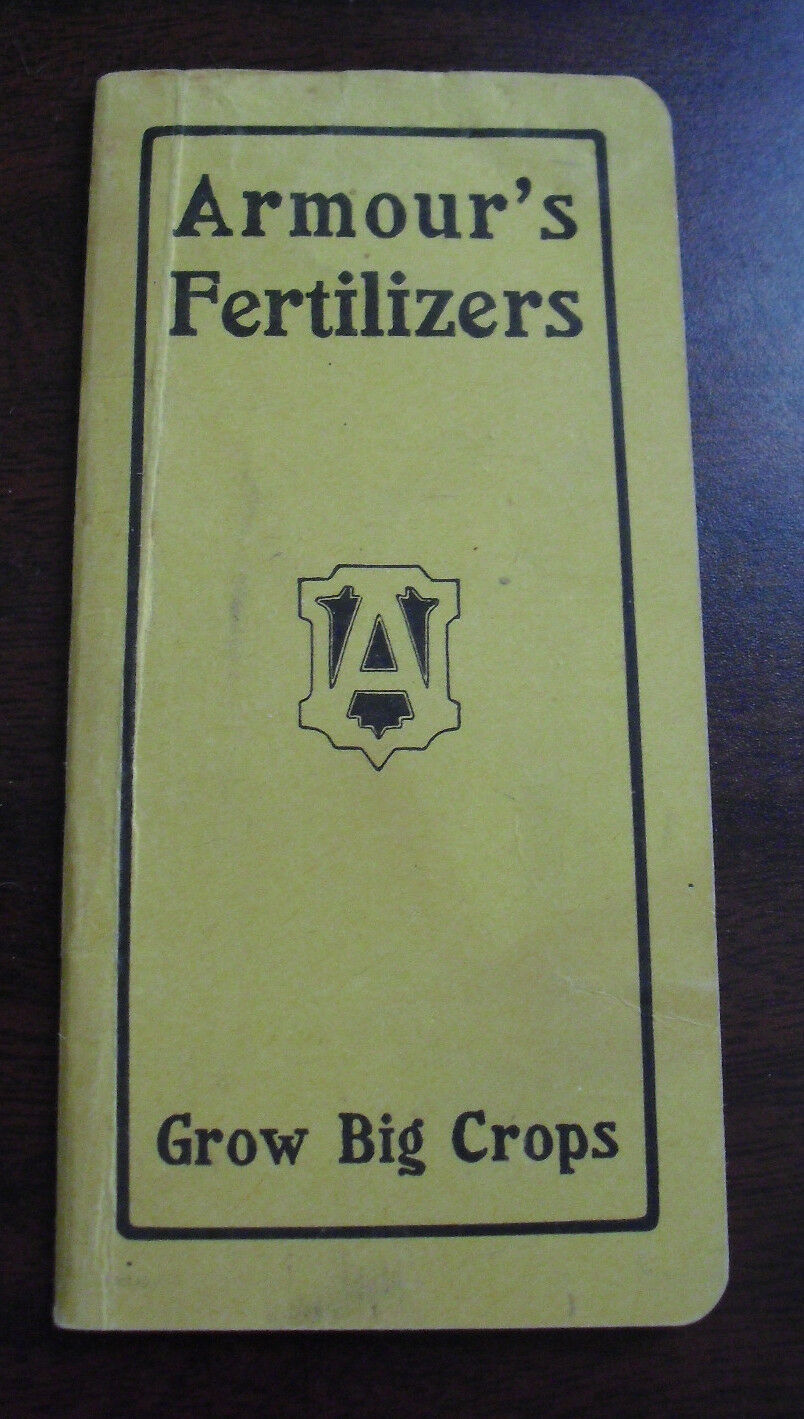 Armour's
Fertilizers
A
Grow Big Crops